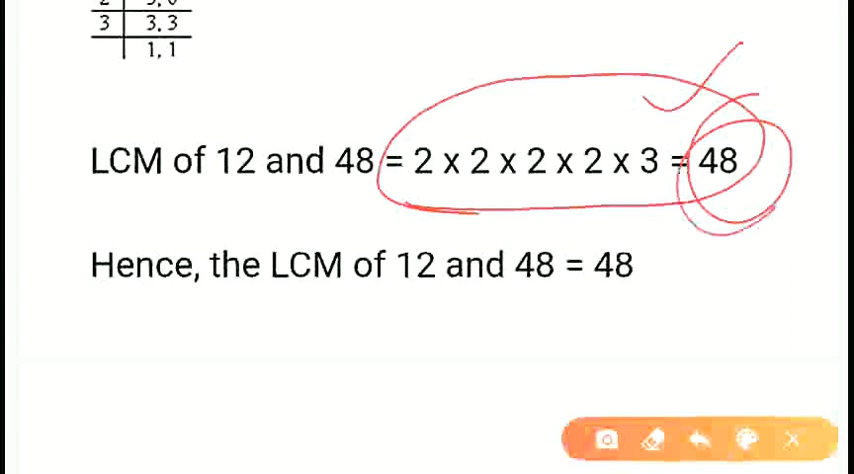 3 3, 3
1, 1
LCM of 12 and 48 = 2 x 2 x 2 x 2 x 3 = 48
Hence, the LCM of 12 and 48 = 48